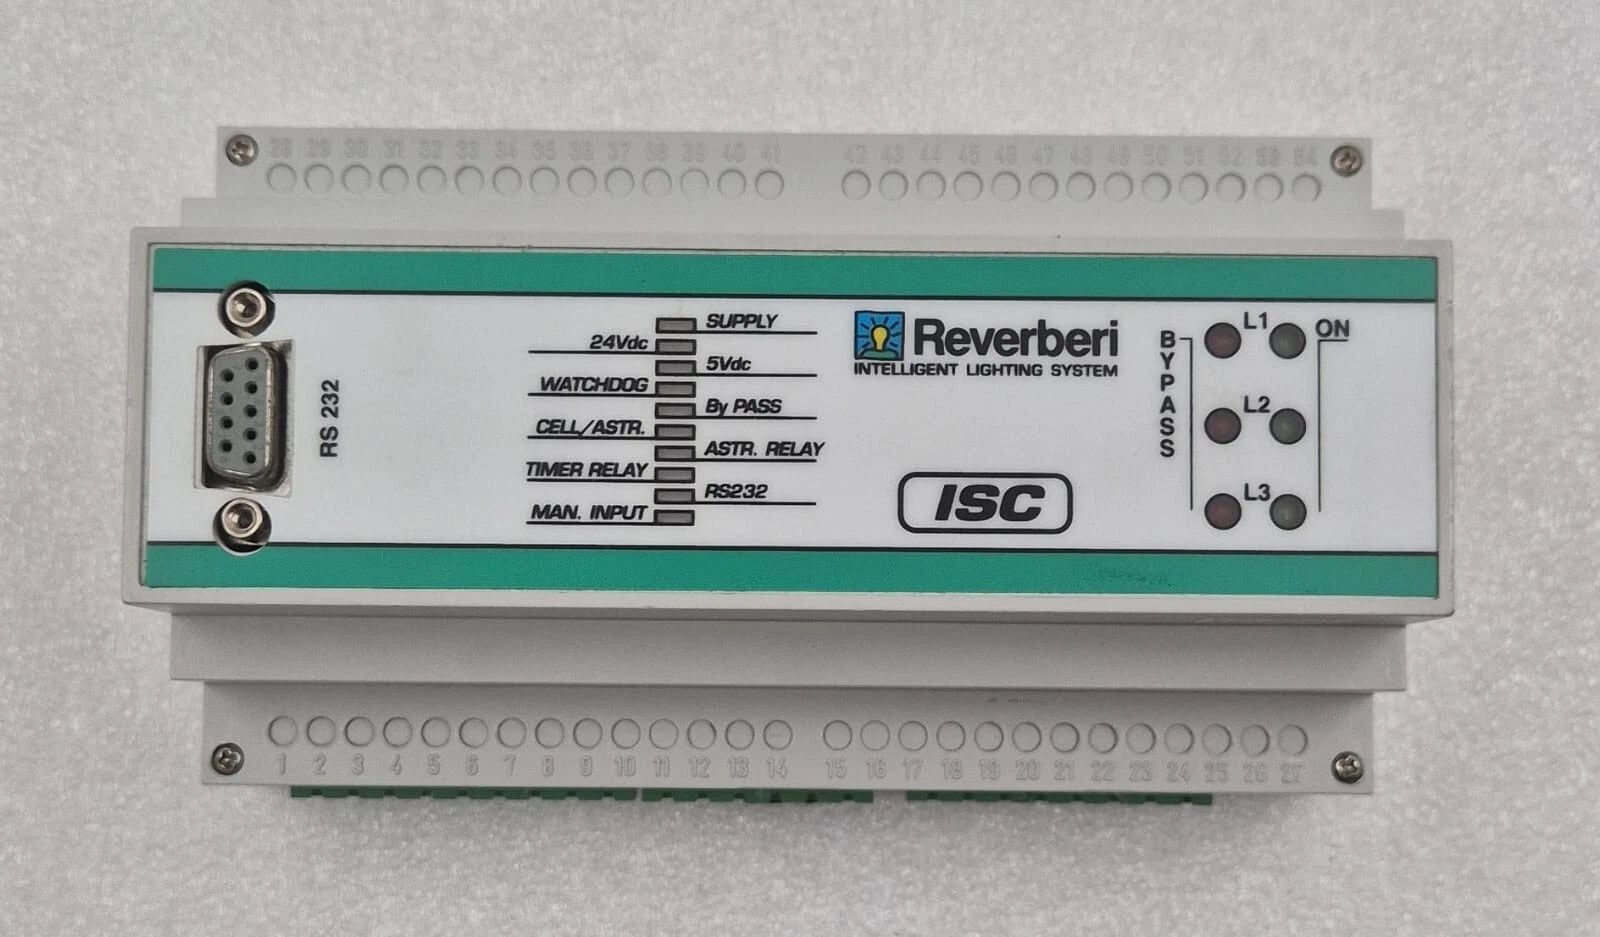 28 29 30 31 32 33 34 35 36 37 38 39 40 41 42 43 44 45 46 47 48 49 50 51 52 53 54
RS 232
SUPPLY
24Vdc
5Vdc
WATCHDOG
By PASS
CELL/ASTR.
ASTR. RELAY
TIMER RELAY
RS232
MAN. INPUT
Reverberi
INTELLIGENT LIGHTING SYSTEM
ISC
BYPASS
L1
ON
L2
L3
1 2 3 4 5 6 7 8 9 10 11 12 13 14 15 16 17 18 19 20 21 22 23 24 25 26 27